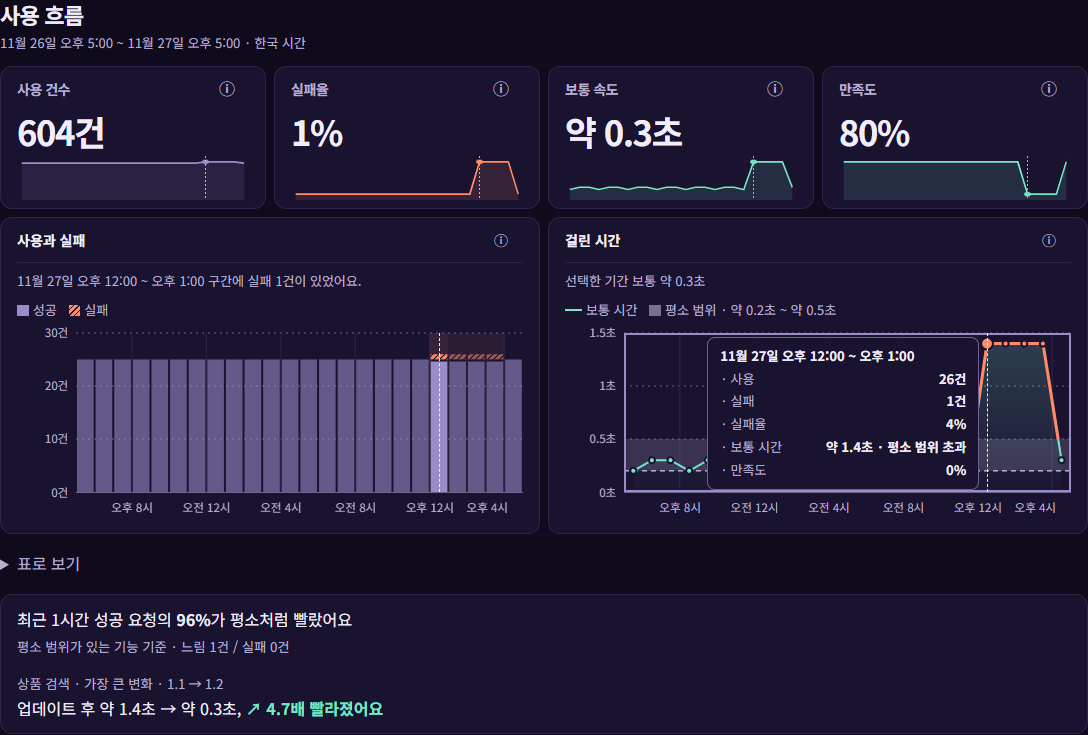 사용 흐름
11월 26일 오후 5:00 ~ 11월 27일 오후 5:00 · 한국 시간
사용 건수
604건
실패율
1%
보통 속도
약 0.3초
만족도
80%
사용과 실패
11월 27일 오후 12:00 ~ 오후 1:00 구간에 실패 1건이 있었어요.
성공 실패
30건
20건
10건
0건
오후 8시 오전 12시 오전 4시 오전 8시 오후 12시 오후 4시
걸린 시간
선택한 기간 보통 약 0.3초
보통 시간 평소 범위 · 약 0.2초 ~ 약 0.5초
1.5초
1초
0.5초
0초
11월 27일 오후 12:00 ~ 오후 1:00
· 사용 26건
· 실패 1건
· 실패율 4%
· 보통 시간 약 1.4초 · 평소 범위 초과
· 만족도 0%
오후 8시 오전 12시 오전 4시 오전 8시 오후 12시 오후 4시
▶ 표로 보기
최근 1시간 성공 요청의 96%가 평소처럼 빨랐어요
평소 범위가 있는 기능 기준 · 느림 1건 / 실패 0건
상품 검색 · 가장 큰 변화 · 1.1 → 1.2
업데이트 후 약 1.4초 → 약 0.3초, ↗ 4.7배 빨라졌어요